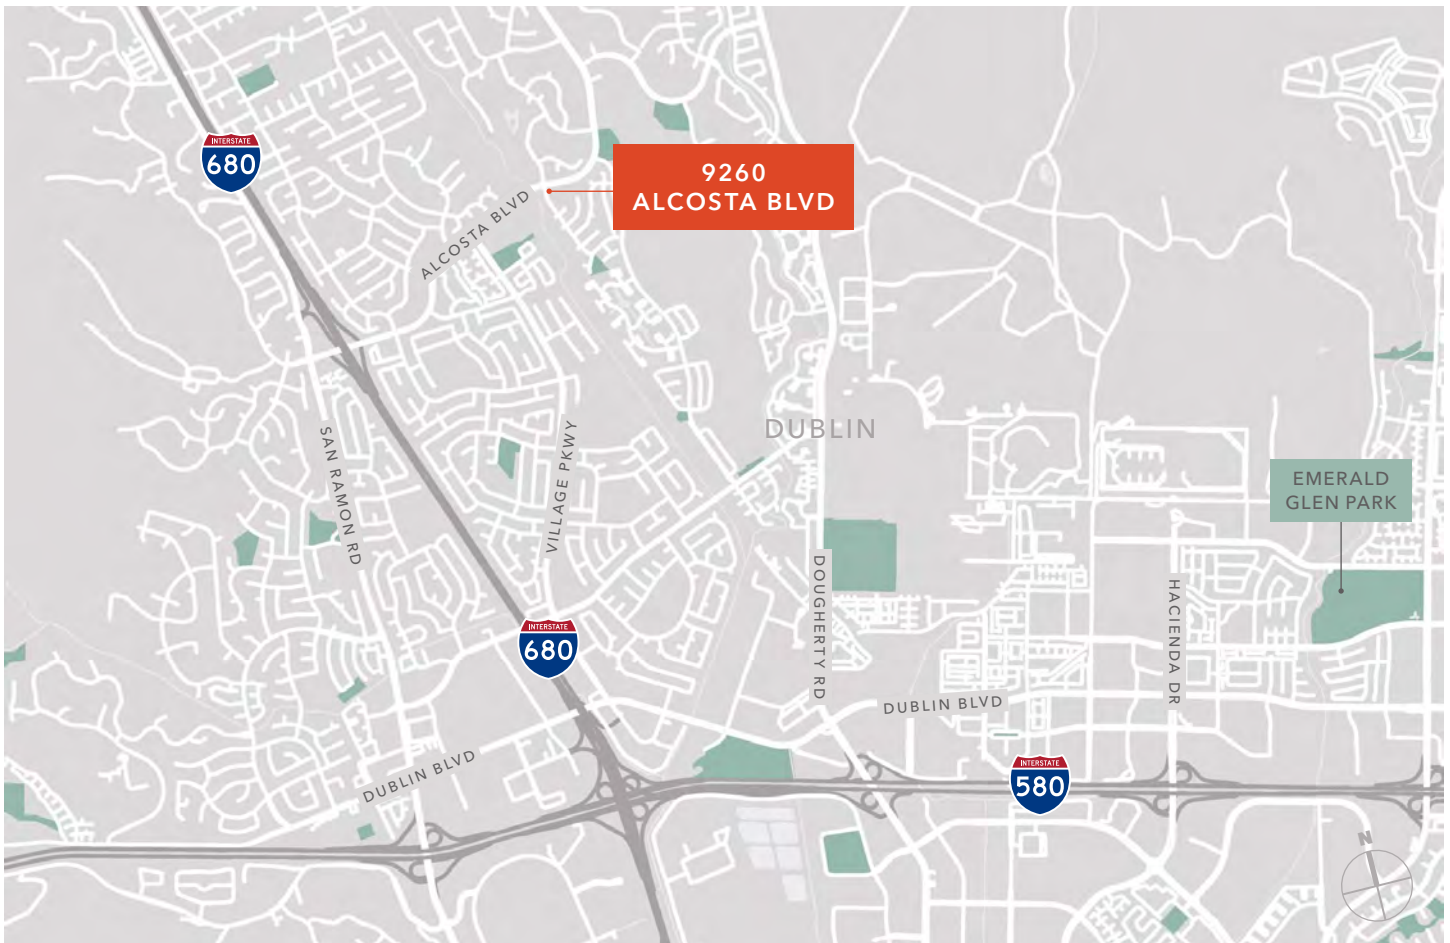 INTERSTATE
680
9260
ALCOSTA BLVD
ALCOSTA BLVD
DUBLIN
SAN RAMON RD
VILLAGE PKWY
EMERALD
GLEN PARK
DOUGHERTY RD
HACIENDA DR
INTERSTATE
680
DUBLIN BLVD
DUBLIN BLVD
INTERSTATE
580
N